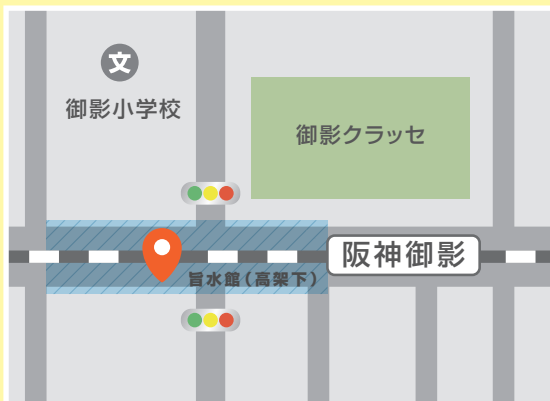 文
御影小学校
御影クラッセ
阪神御影
旨水館(高架下)